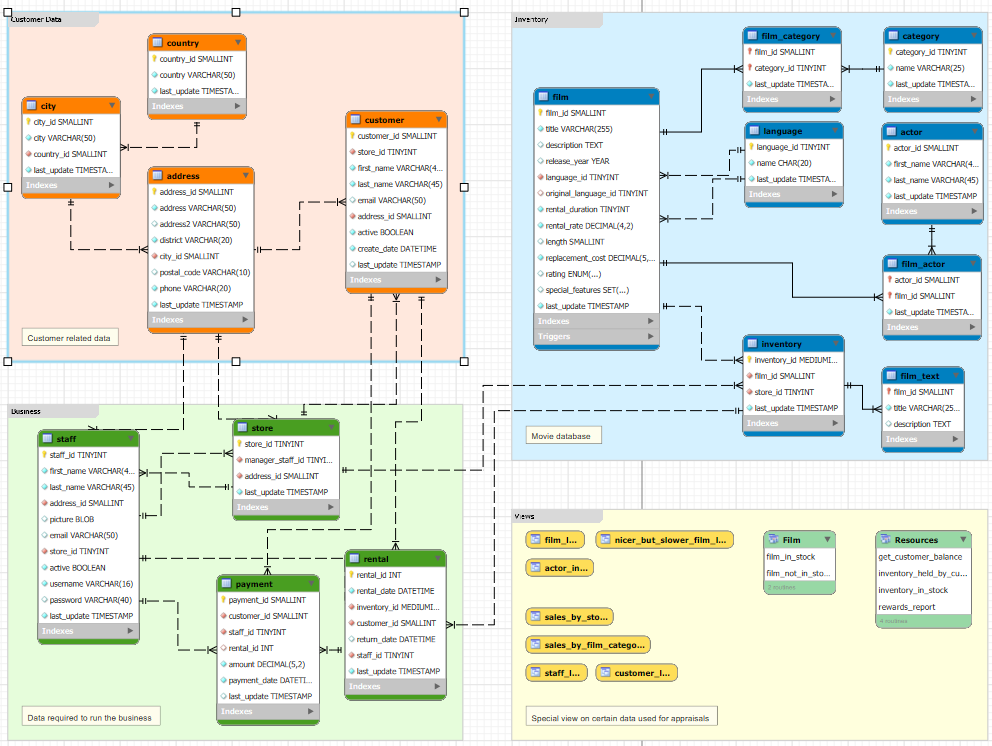 Customer Data
country
country_id SMALLINT
country VARCHAR(50)
last_update TIMESTA...
Indexes
city
city_id SMALLINT
city VARCHAR(50)
country_id SMALLINT
last_update TIMESTA...
Indexes
address
address_id SMALLINT
address VARCHAR(50)
address2 VARCHAR(50)
district VARCHAR(20)
city_id SMALLINT
postal_code VARCHAR(10)
phone VARCHAR(20)
last_update TIMESTAMP
Indexes
customer
customer_id SMALLINT
store_id TINYINT
first_name VARCHAR(4...
last_name VARCHAR(45)
email VARCHAR(50)
address_id SMALLINT
active BOOLEAN
create_date DATETIME
last_update TIMESTAMP
Indexes
Customer related data
Inventory
film
film_id SMALLINT
title VARCHAR(255)
description TEXT
release_year YEAR
language_id TINYINT
original_language_id TINYINT
rental_duration TINYINT
rental_rate DECIMAL(4,2)
length SMALLINT
replacement_cost DECIMAL(5,...
rating ENUM(...)
special_features SET(...)
last_update TIMESTAMP
Indexes
Triggers
film_category
film_id SMALLINT
category_id TINYINT
last_update TIMESTA...
Indexes
category
category_id TINYINT
name VARCHAR(25)
last_update TIMESTA...
Indexes
language
language_id TINYINT
name CHAR(20)
last_update TIMESTA...
Indexes
actor
actor_id SMALLINT
first_name VARCHAR(4...
last_name VARCHAR(45)
last_update TIMESTAMP
Indexes
film_actor
actor_id SMALLINT
film_id SMALLINT
last_update TIMESTA...
Indexes
inventory
inventory_id MEDIUMI...
film_id SMALLINT
store_id TINYINT
last_update TIMESTAMP
Indexes
film_text
film_id SMALLINT
title VARCHAR(25...
description TEXT
Indexes
Movie database
Business
staff
staff_id TINYINT
first_name VARCHAR(4...
last_name VARCHAR(45)
address_id SMALLINT
picture BLOB
email VARCHAR(50)
store_id TINYINT
active BOOLEAN
username VARCHAR(16)
password VARCHAR(40)
last_update TIMESTAMP
Indexes
store
store_id TINYINT
manager_staff_id TINYI...
address_id SMALLINT
last_update TIMESTAMP
Indexes
payment
payment_id SMALLINT
customer_id SMALLINT
staff_id TINYINT
rental_id INT
amount DECIMAL(5,2)
payment_date DATETI...
last_update TIMESTAMP
Indexes
rental
rental_id INT
rental_date DATETIME
inventory_id MEDIUMI...
customer_id SMALLINT
return_date DATETIME
staff_id TINYINT
last_update TIMESTAMP
Indexes
Data required to run the business
Views
film_l...
nicer_but_slower_film_l...
actor_in...
sales_by_sto...
sales_by_film_catego...
staff_l...
customer_l...
Film
film_in_stock
film_not_in_sto...
2 routines
Resources
get_customer_balance
inventory_held_by_cu...
inventory_in_stock
rewards_report
4 routines
Special view on certain data used for appraisals